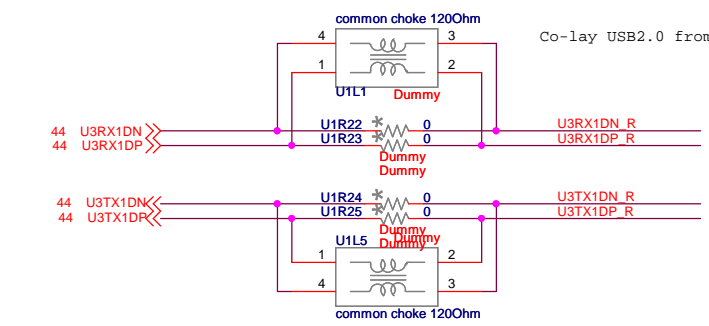 common choke 120Ohm
Co-lay USB2.0 from
4 3
1 2
U1L1 Dummy
44 U3RX1DN U1R22 * 0 U3RX1DN_R
44 U3RX1DP U1R23 * 0 U3RX1DP_R
Dummy
Dummy
44 U3TX1DN U1R24 * 0 U3TX1DN_R
44 U3TX1DP U1R25 * 0 U3TX1DP_R
Dummy
U1L5 Dummy Dummy
1 2
4 3
common choke 120Ohm